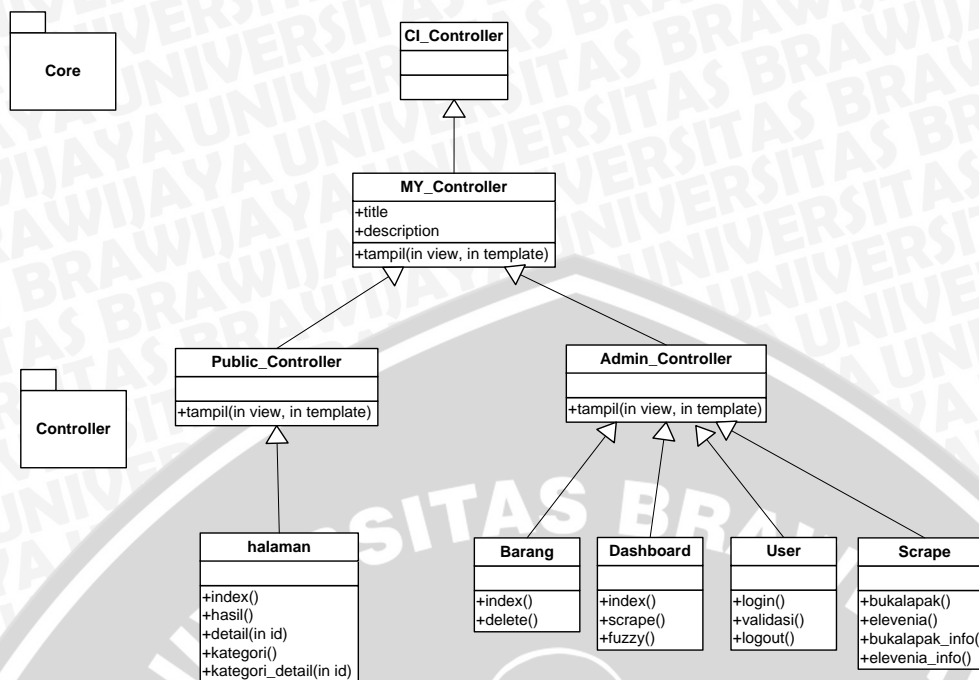 CI_Controller
Core
MY_Controller
+title
+description
+tampil(in view, in template)
Public_Controller
+tampil(in view, in template)
Admin_Controller
+tampil(in view, in template)
Controller
halaman
+index()
+hasil()
+detail(in id)
+kategori()
+kategori_detail(in id)
Barang
+index()
+delete()
Dashboard
+index()
+scrape()
+fuzzy()
User
+login()
+validasi()
+logout()
Scrape
+bukalapak()
+elevenia()
+bukalapak_info()
+elevenia_info()